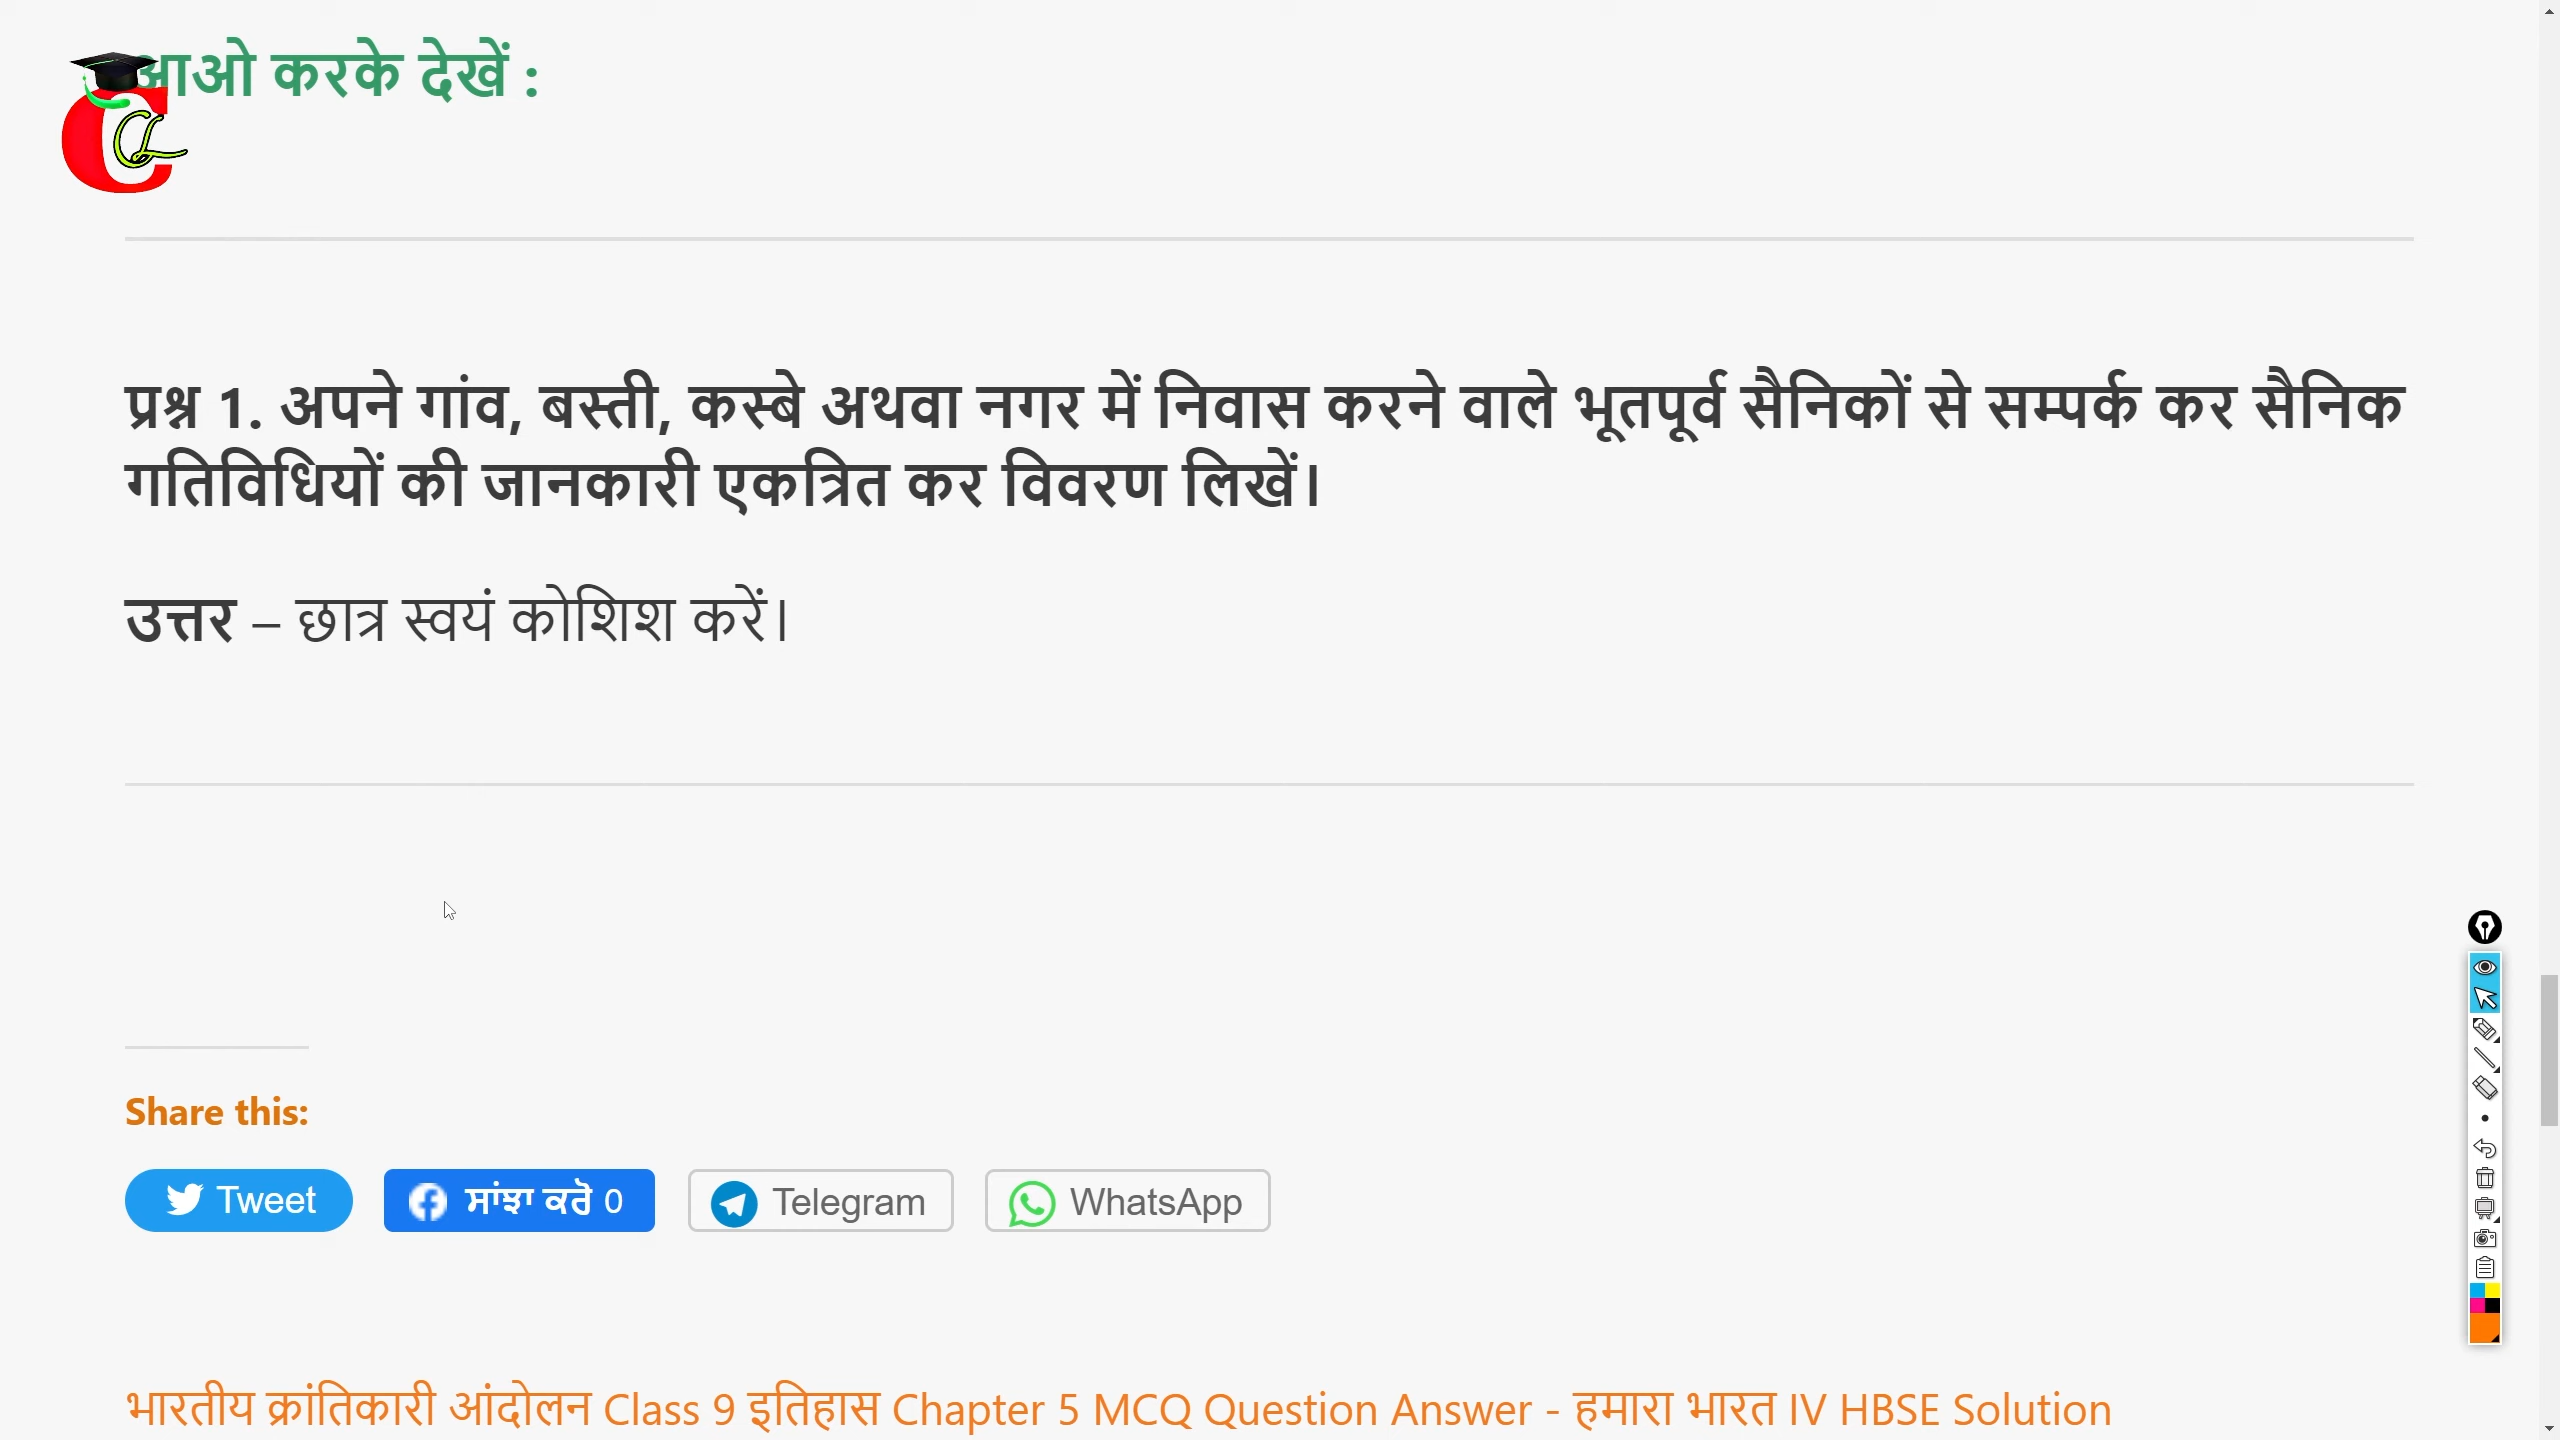 आओ करके देखें :
प्रश्न 1. अपने गांव, बस्ती, कस्बे अथवा नगर में निवास करने वाले भूतपूर्व सैनिकों से सम्पर्क कर सैनिक
गतिविधियों की जानकारी एकत्रित कर विवरण लिखें।
उत्तर – छात्र स्वयं कोशिश करें।
Share this:
Tweet ਸਾਂਝਾ ਕਰੋ 0 Telegram WhatsApp
भारतीय क्रांतिकारी आंदोलन Class 9 इतिहास Chapter 5 MCQ Question Answer - हमारा भारत IV HBSE Solution